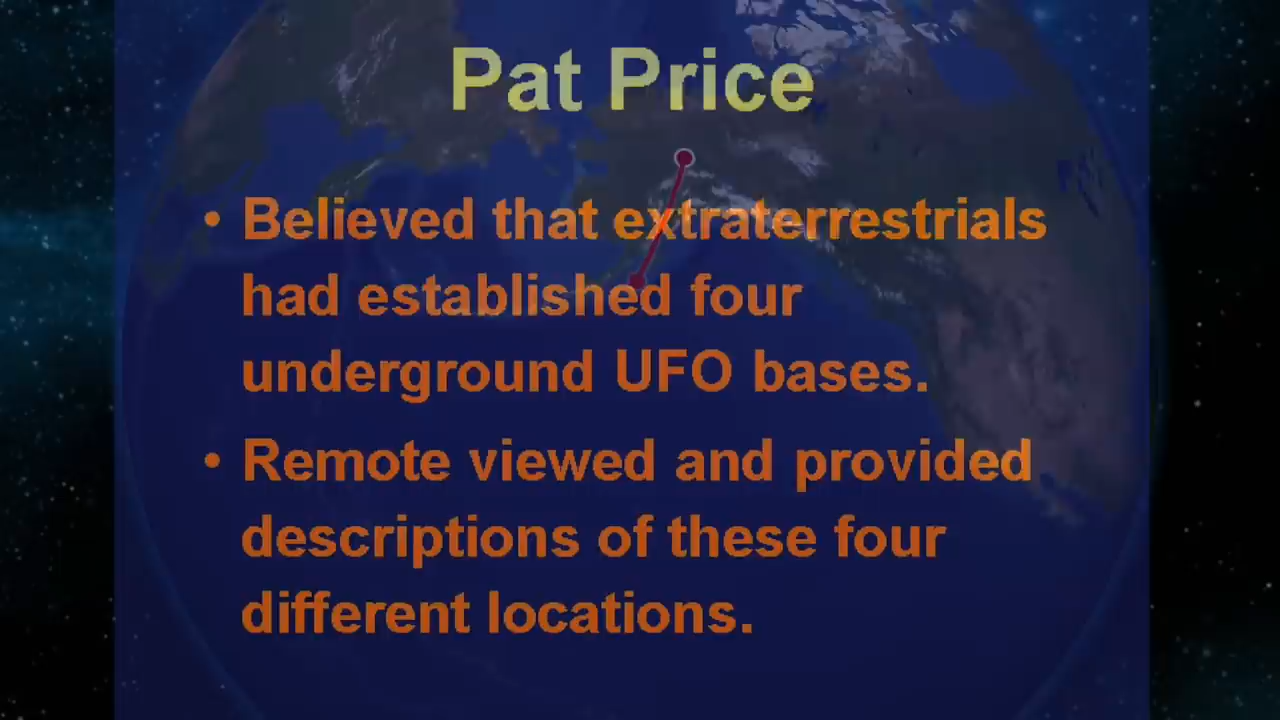 Pat Price
• Believed that extraterrestrials
had established four
underground UFO bases.
• Remote viewed and provided
descriptions of these four
different locations.